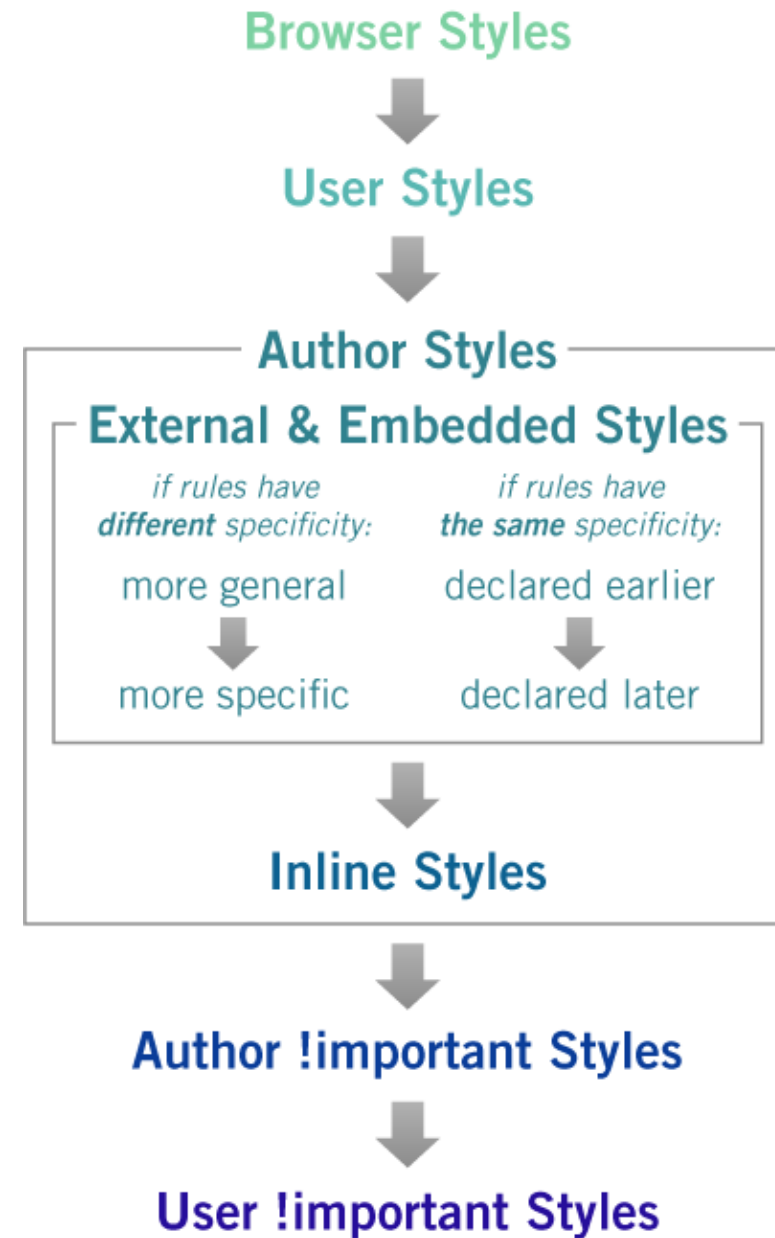 Browser Styles
User Styles
Author Styles
External & Embedded Styles
if rules have
different specificity:
more general
more specific
if rules have
the same specificity:
declared earlier
declared later
Inline Styles
Author !important Styles
User !important Styles